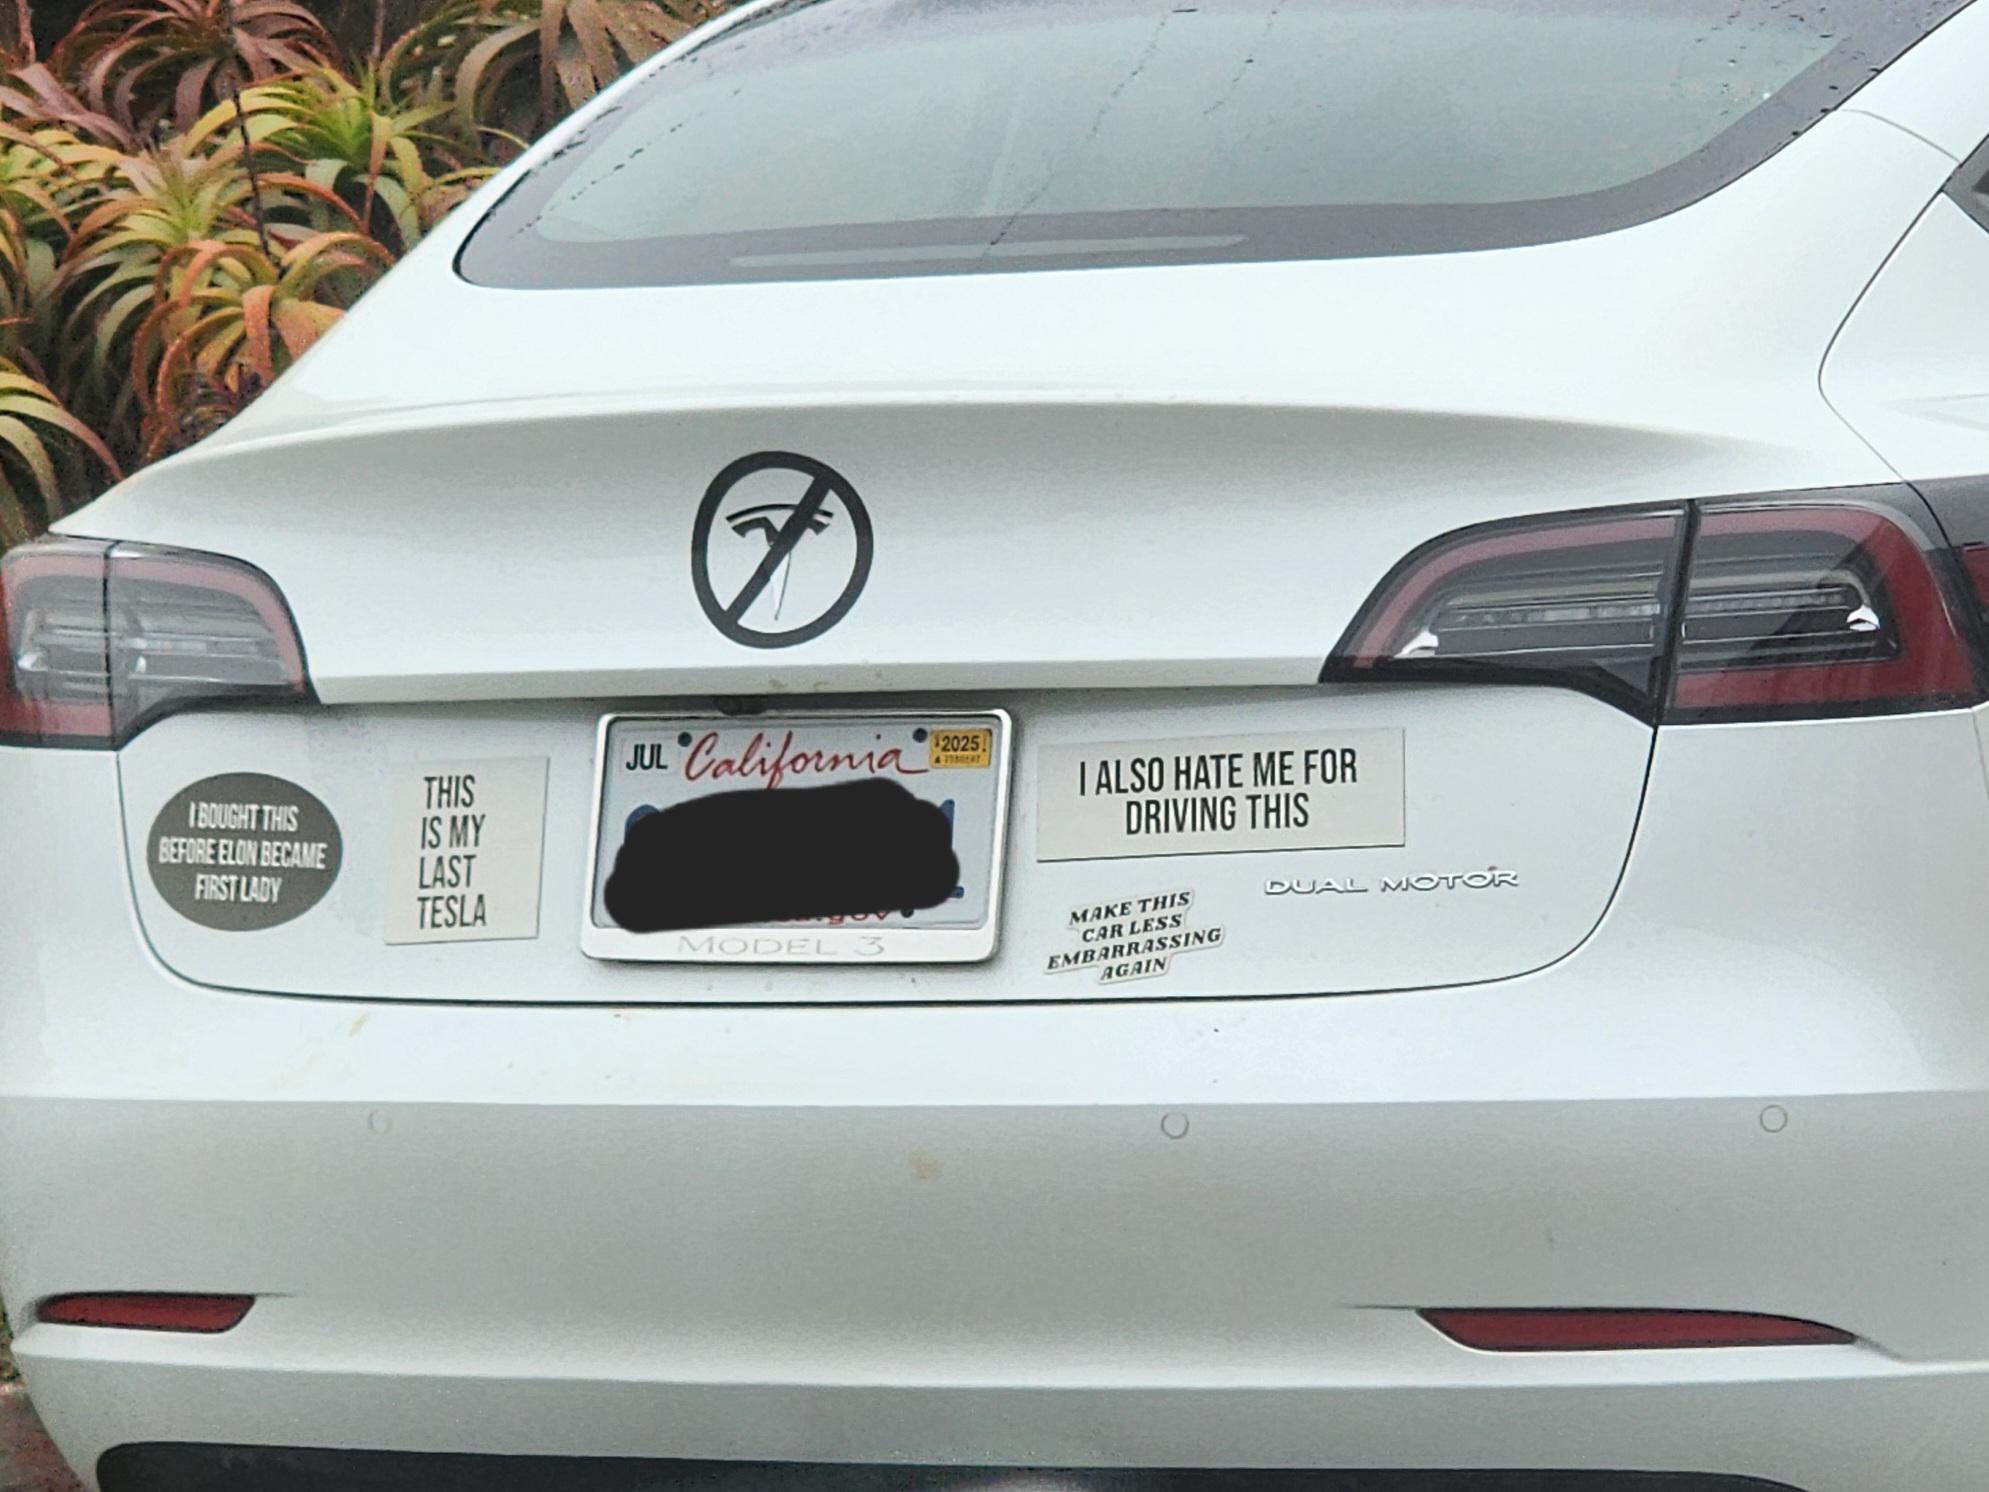 JUL
California
2025
I BOUGHT THIS
BEFORE ELON BECAME
FIRST LADY
THIS
IS MY
LAST
TESLA
MODEL 3
I ALSO HATE ME FOR
DRIVING THIS
MAKE THIS
CAR LESS
EMBARRASSING
AGAIN
DUAL MOTOR